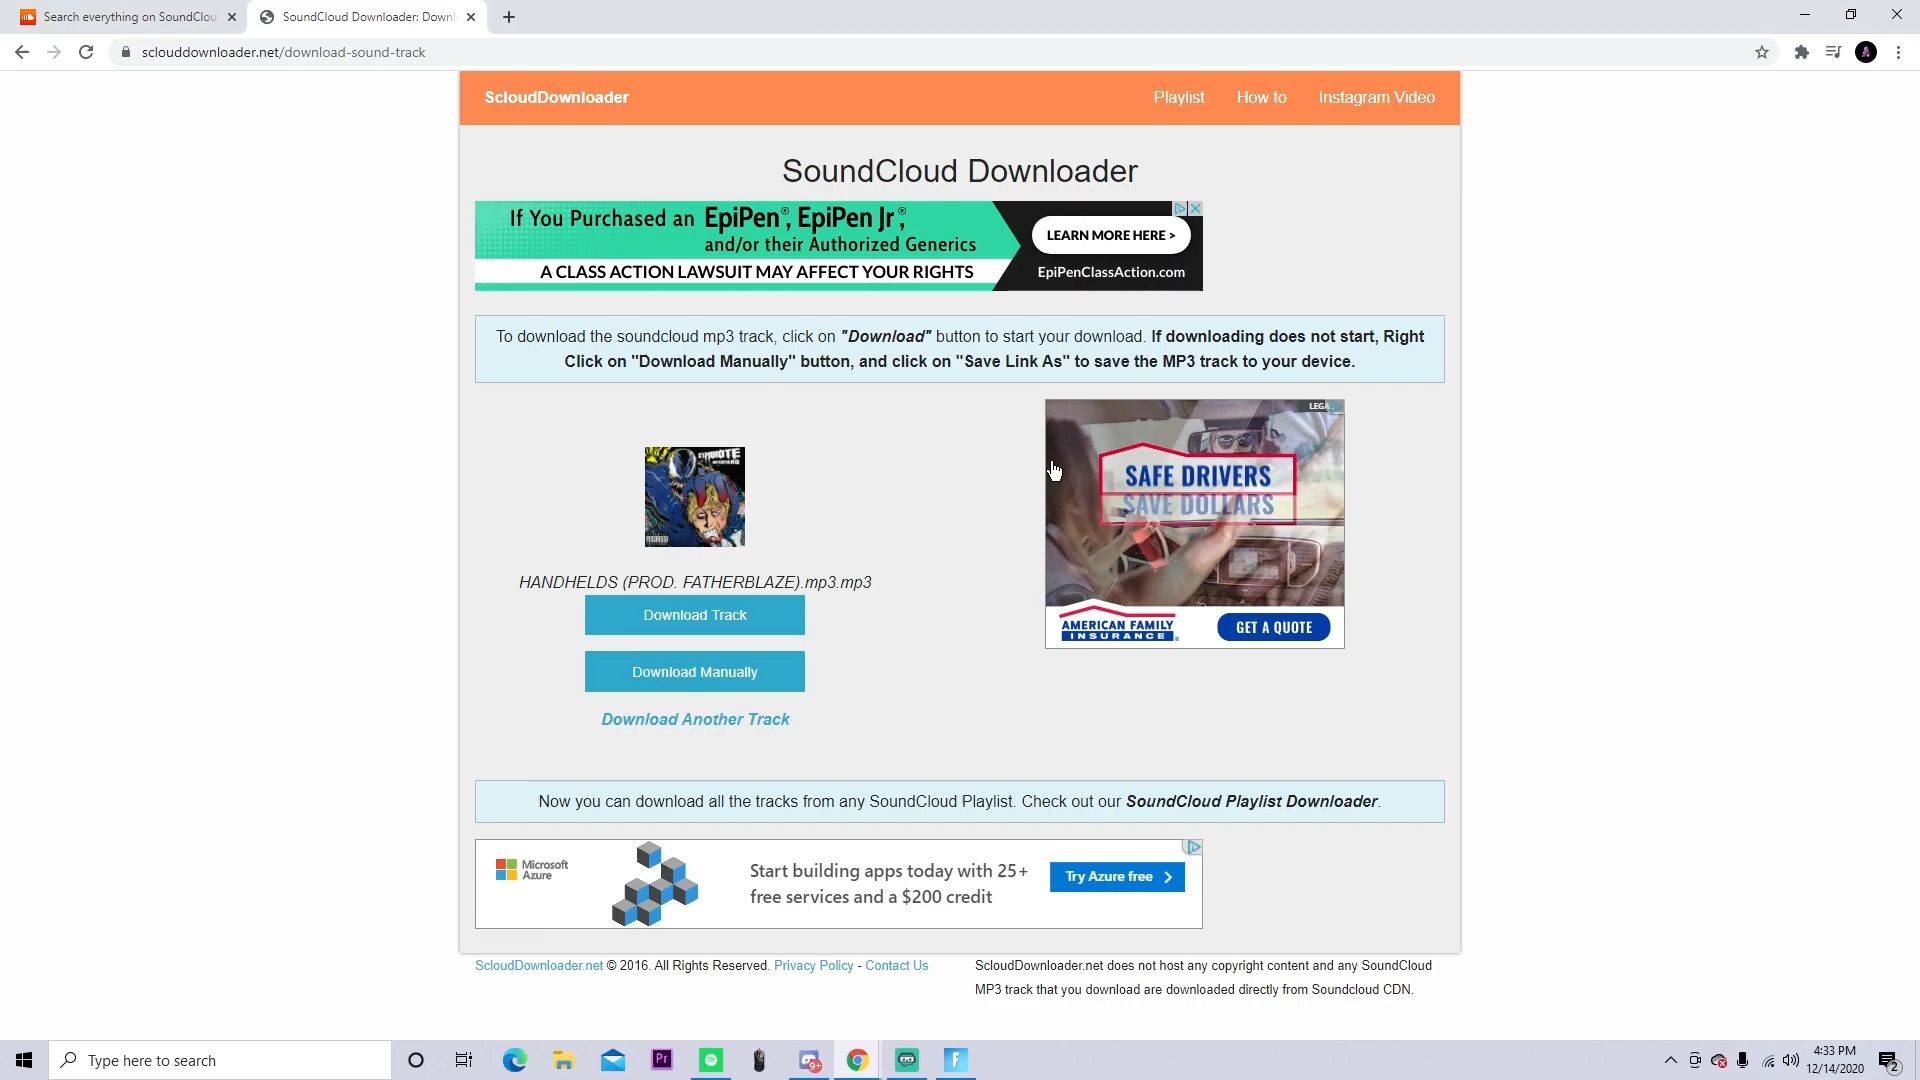 Search everything on SoundClou
SoundCloud Downloader: Downl
sclouddownloader.net/download-sound-track
ScloudDownloader
Playlist
How to
Instagram Video
SoundCloud Downloader
If You Purchased an EpiPen®, EpiPen Jr®,
and/or their Authorized Generics
A CLASS ACTION LAWSUIT MAY AFFECT YOUR RIGHTS
LEARN MORE HERE >
EpiPenClassAction.com
To download the soundcloud mp3 track, click on "Download" button to start your download. If downloading does not start, Right
Click on "Download Manually" button, and click on "Save Link As" to save the MP3 track to your device.
SYMBIOTE
HANDHELDS (PROD. FATHERBLAZE).mp3.mp3
Download Track
Download Manually
Download Another Track
SAFE DRIVERS
SAVE DOLLARS
AMERICAN FAMILY
INSURANCE®
GET A QUOTE
Now you can download all the tracks from any SoundCloud Playlist. Check out our SoundCloud Playlist Downloader.
Microsoft
Azure
Start building apps today with 25+
free services and a $200 credit
Try Azure free
ScloudDownloader.net © 2016. All Rights Reserved. Privacy Policy - Contact Us
ScloudDownloader.net does not host any copyright content and any SoundCloud
MP3 track that you download are downloaded directly from Soundcloud CDN.
Type here to search
Pr
9+
F
4:33 PM
12/14/2020
2